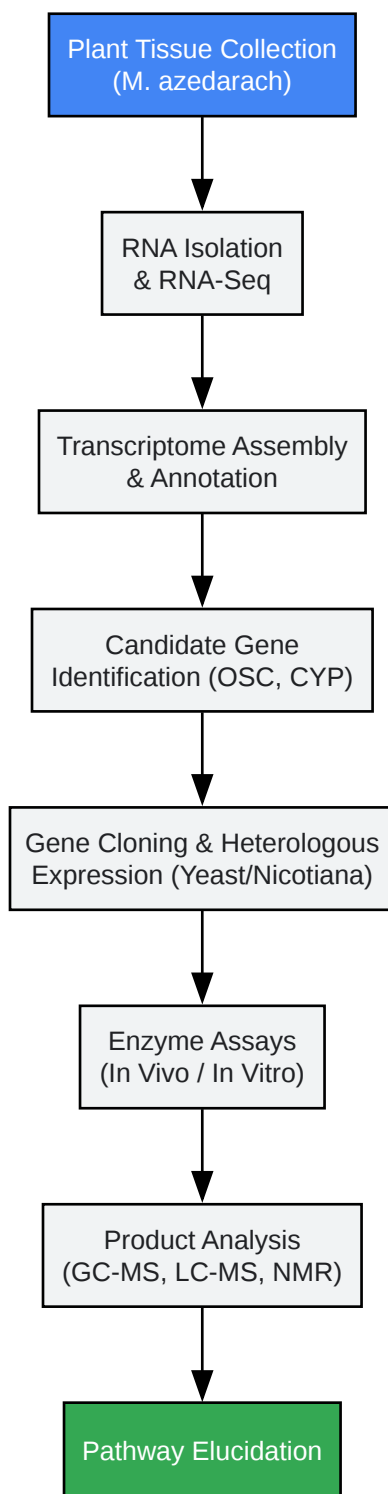 Plant Tissue Collection
(M. azedarach)
RNA Isolation
& RNA-Seq
Transcriptome Assembly
& Annotation
Candidate Gene
Identification (OSC, CYP)
Gene Cloning & Heterologous
Expression (Yeast/Nicotiana)
Enzyme Assays
(In Vivo / In Vitro)
Product Analysis
(GC-MS, LC-MS, NMR)
Pathway Elucidation